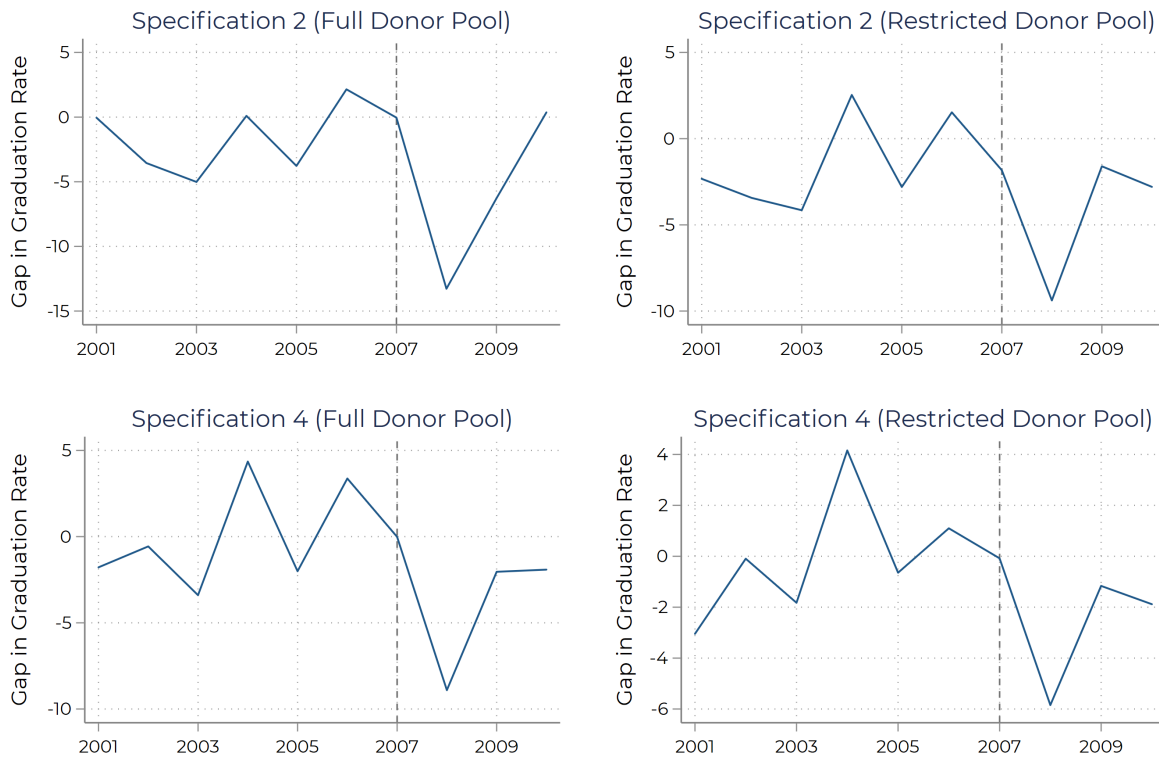 Specification 2 (Full Donor Pool)
Gap in Graduation Rate
5
0
-5
-10
-15
2001 2003 2005 2007 2009
Specification 2 (Restricted Donor Pool)
Gap in Graduation Rate
5
0
-5
-10
2001 2003 2005 2007 2009
Specification 4 (Full Donor Pool)
Gap in Graduation Rate
5
0
-5
-10
2001 2003 2005 2007 2009
Specification 4 (Restricted Donor Pool)
Gap in Graduation Rate
4
2
0
-2
-4
-6
2001 2003 2005 2007 2009